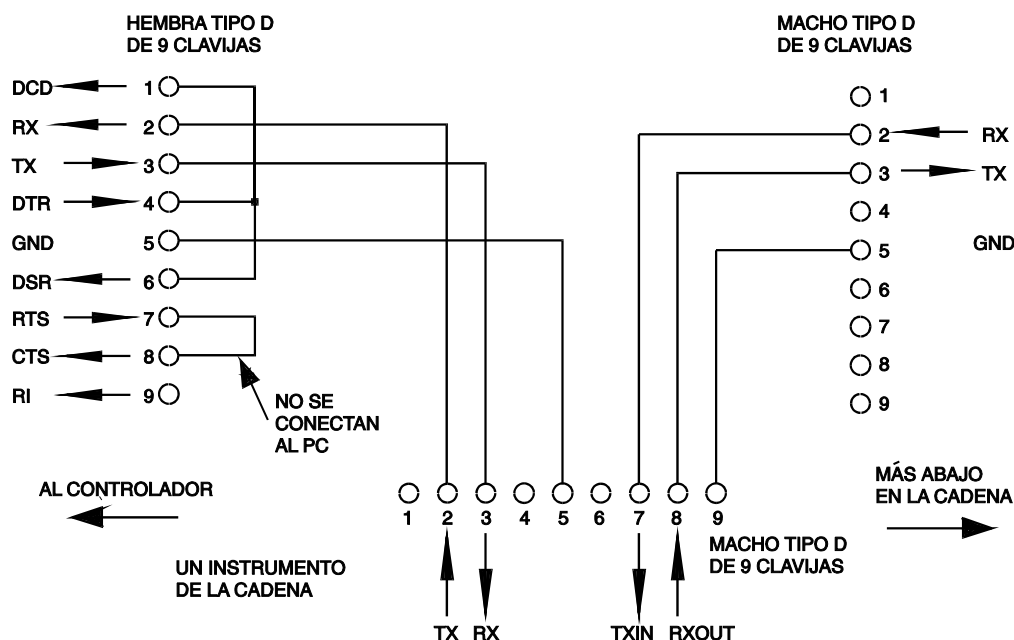 HEMBRA TIPO D
DE 9 CLAVIJAS
MACHO TIPO D
DE 9 CLAVIJAS
DCD 1
RX 2
TX 3
DTR 4
GND 5
DSR 6
RTS 7
CTS 8
RI 9
1
2 RX
3 TX
4
5 GND
6
7
8
9
NO SE
CONECTAN
AL PC
AL CONTROLADOR
MÁS ABAJO
EN LA CADENA
1 2 3 4 5 6 7 8 9
MACHO TIPO D
DE 9 CLAVIJAS
UN INSTRUMENTO
DE LA CADENA
TX RX TXIN RXOUT